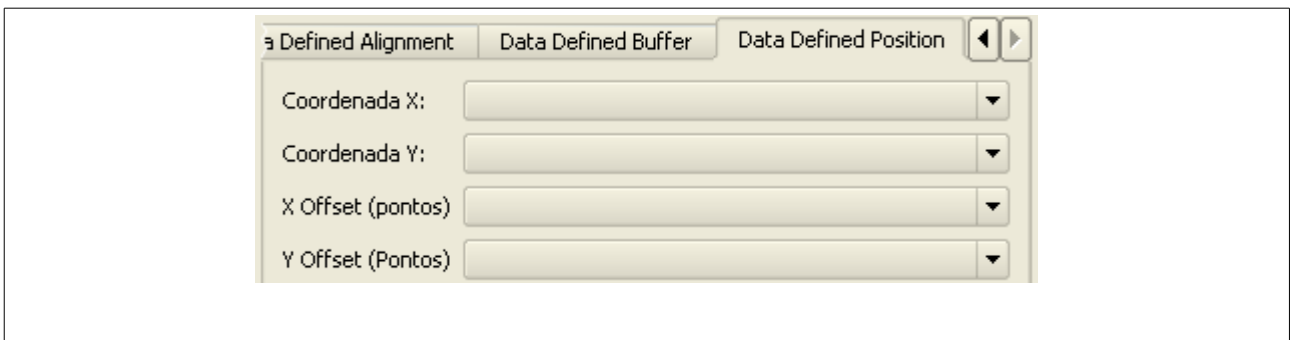 a Defined Alignment Data Defined Buffer Data Defined Position
Coordenada X:
Coordenada Y:
X Offset (pontos)
Y Offset (Pontos)